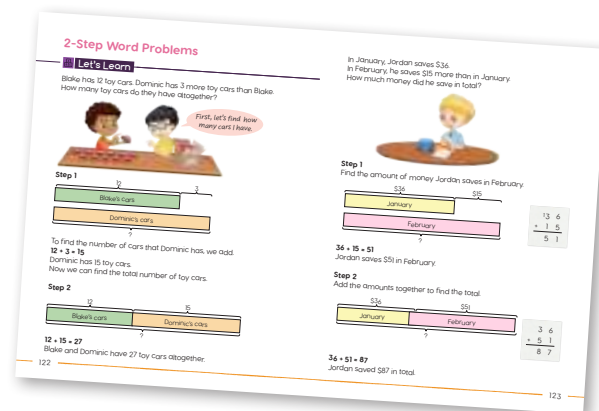 2-Step Word Problems
Let's Learn
Blake has 12 toy cars. Dominic has 3 more toy cars than Blake.
How many toy cars do they have altogether?
First, let's find how
many cars I have.
Step 1
12
3
Blake's cars
Dominic's cars
?
To find the number of cars that Dominic has, we add.
12 + 3 = 15
Dominic has 15 toy cars.
Now we can find the total number of toy cars.
Step 2
12
15
Blake's cars
Dominic's cars
?
12 + 15 = 27
Blake and Dominic have 27 toy cars altogether.
122
In January, Jordan saves $36.
In February, he saves $15 more than in January.
How much money did he save in total?
Step 1
Find the amount of money Jordan saves in February.
$36
$15
January
February
?
1 3 6
+ 1 5
5 1
36 + 15 = 51
Jordan saves $51 in February.
Step 2
Add the amounts together to find the total.
$36
$51
January
February
?
3 6
+ 5 1
8 7
36 + 51 = 87
Jordan saved $87 in total.
123